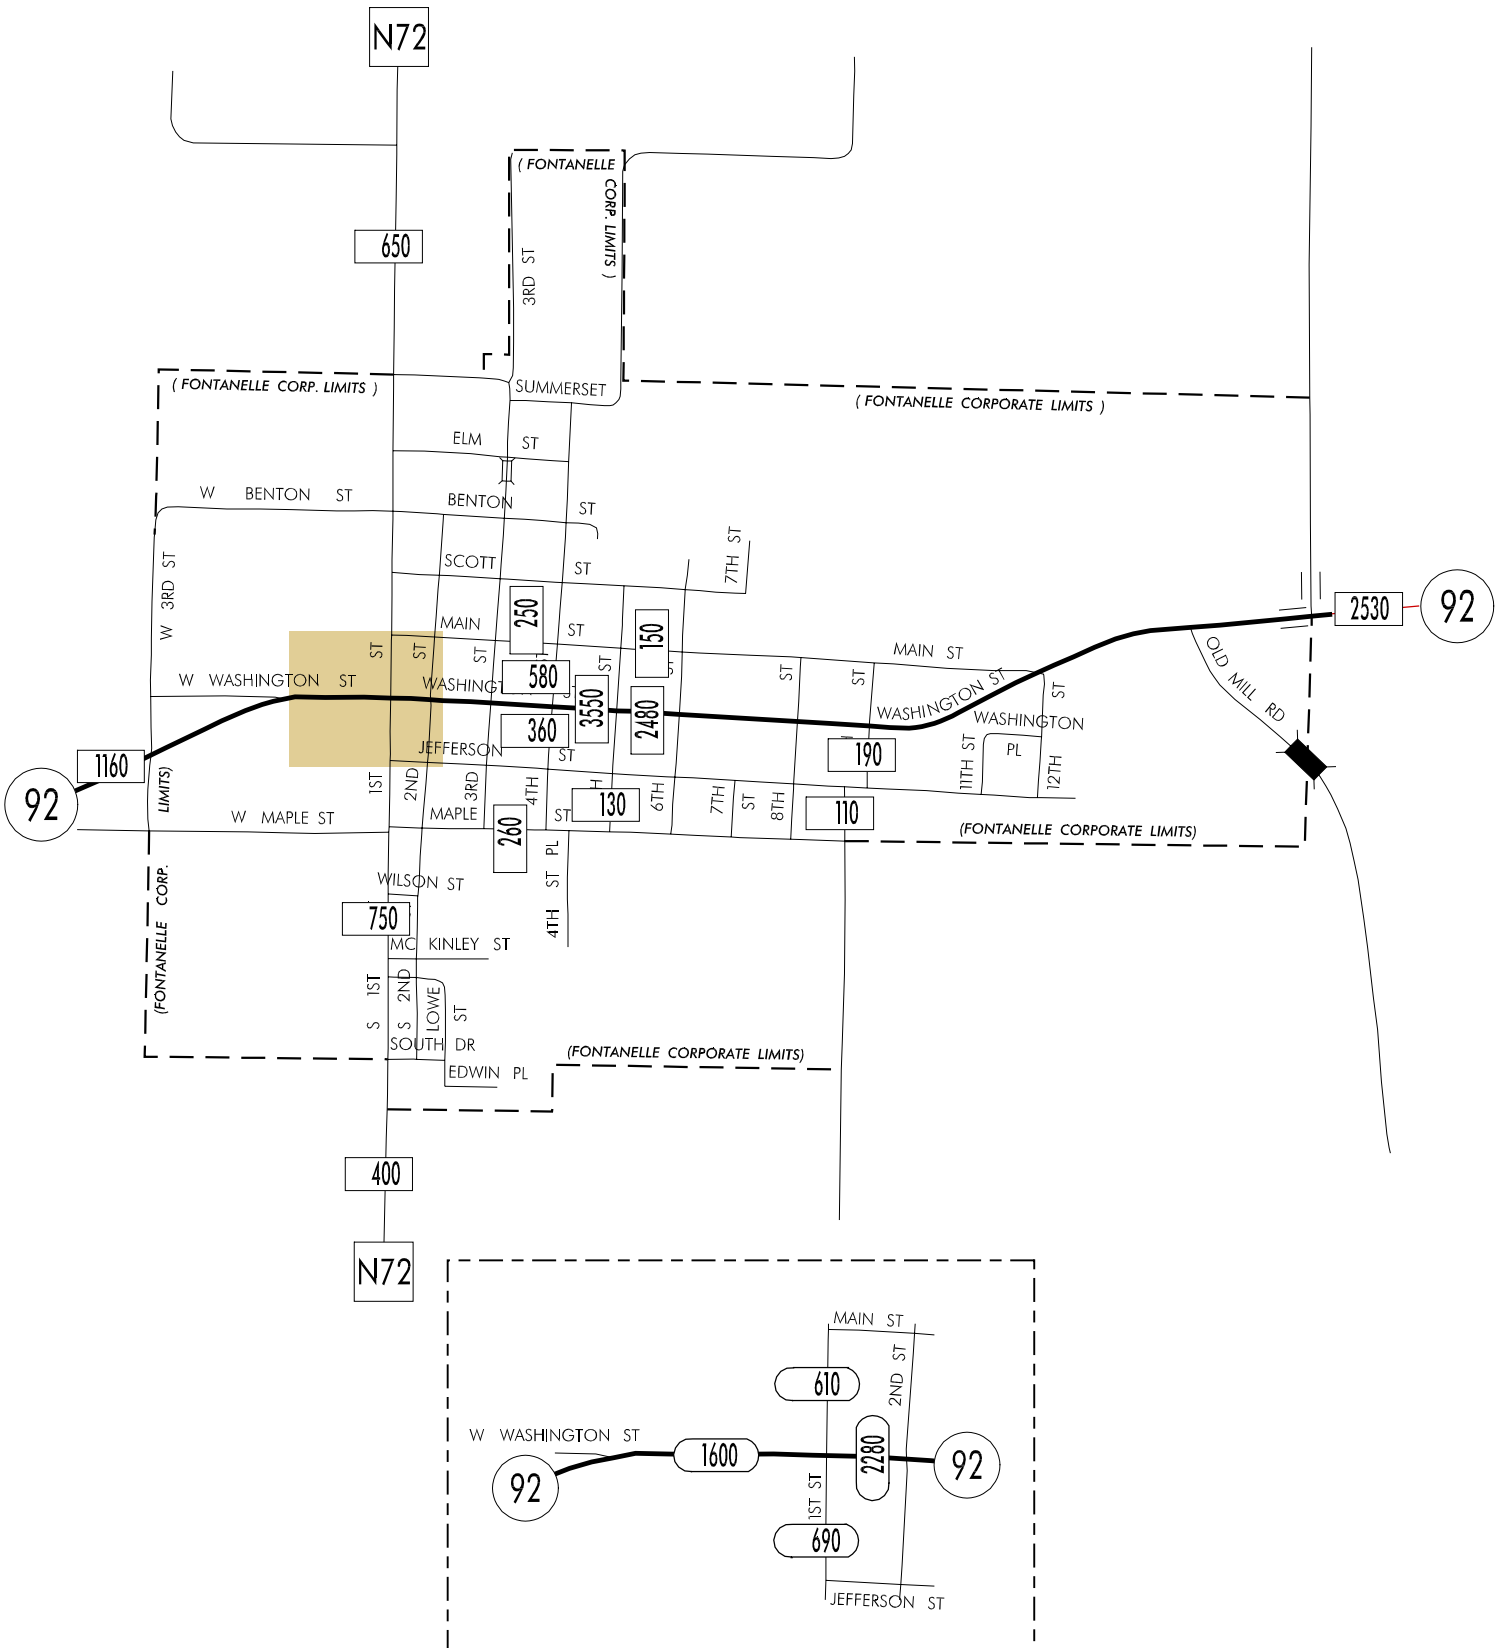 N72
( FONTANELLE
CORP. LIMITS )
650
3RD ST
( FONTANELLE CORP. LIMITS )
SUMMERSET
( FONTANELLE CORPORATE LIMITS )
ELM ST
W BENTON ST
BENTON ST
W 3RD ST
SCOTT ST
7TH ST
250
150
2530
92
MAIN ST
MAIN ST
ST
ST
ST
ST
ST
ST
ST
OLD MILL RD
W WASHINGTON ST
580
3550
2480
WASHINGTON ST
WASHINGTON
PL
360
JEFFERSON ST
190
1160
92
LIMITS)
1ST
2ND
3RD
4TH
130
6TH
7TH ST
8TH
110
11TH ST
12TH
W MAPLE ST
MAPLE ST
260
(FONTANELLE CORPORATE LIMITS)
(FONTANELLE CORP.
WILSON ST
4TH ST PL
750
MC KINLEY ST
S 1ST
S 2ND
LOWE ST
SOUTH DR
EDWIN PL
(FONTANELLE CORPORATE LIMITS)
400
N72
MAIN ST
610
2ND ST
W WASHINGTON ST
1600
2280
92
92
1ST ST
690
JEFFERSON ST